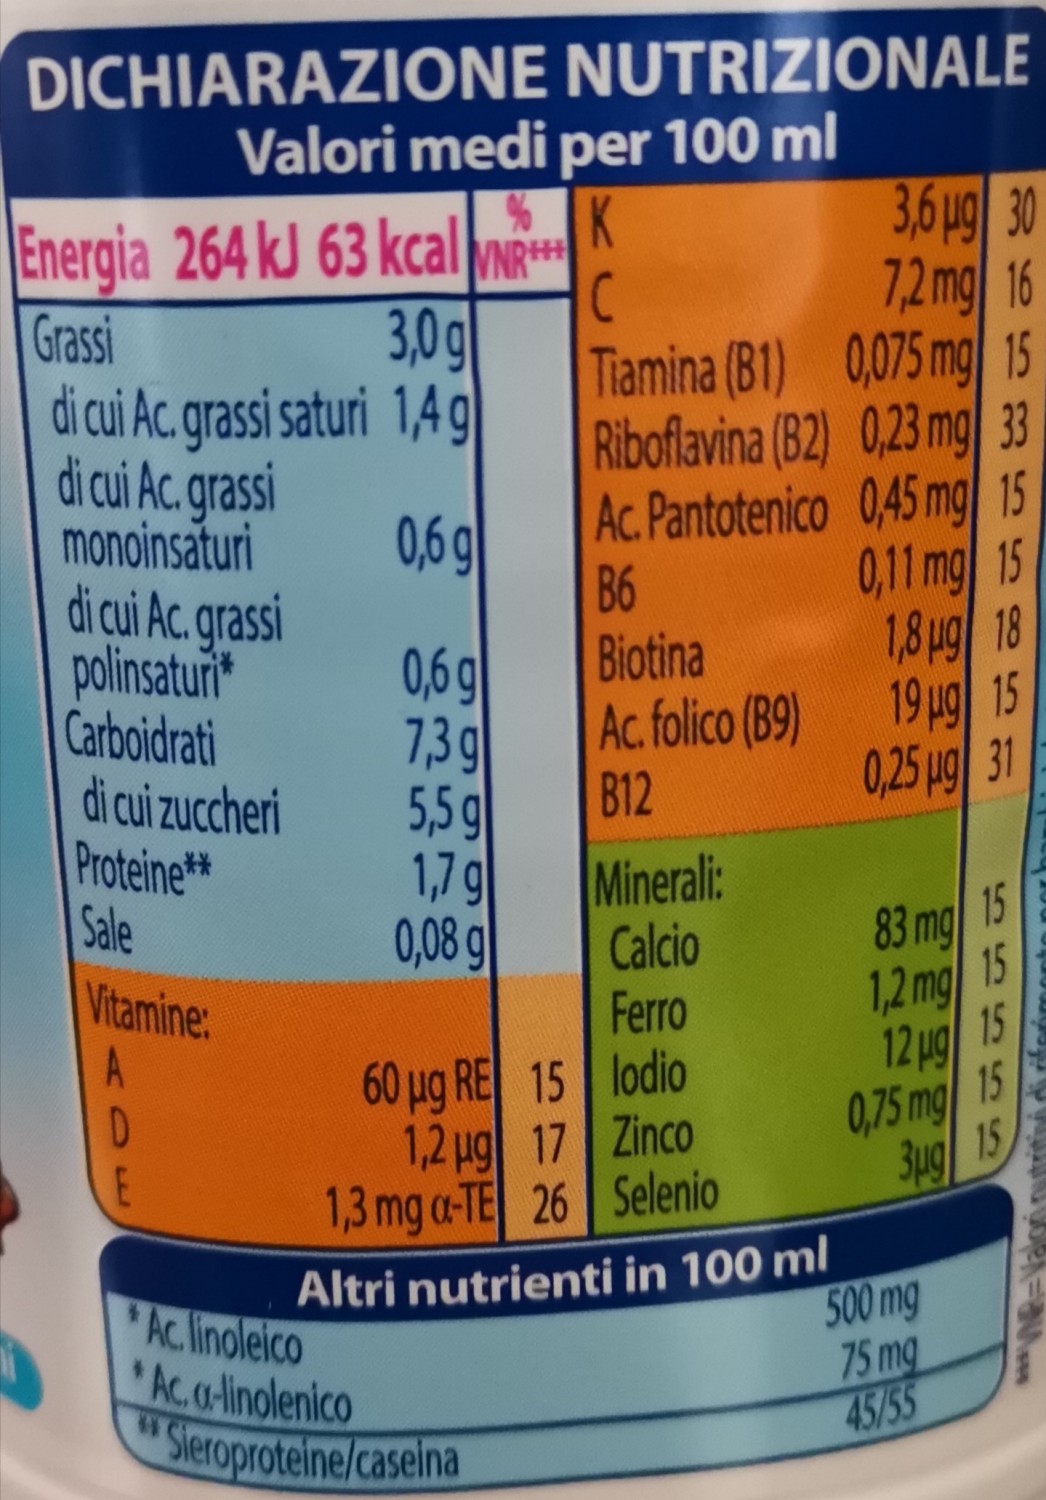 DICHIARAZIONE NUTRIZIONALE
Valori medi per 100 ml
Energia 264 kJ 63 kcal % VNR***
Grassi 3,0 g
di cui Ac. grassi saturi 1,4 g
di cui Ac. grassi
monoinsaturi 0,6 g
di cui Ac. grassi
polinsaturi* 0,6 g
Carboidrati 7,3 g
di cui zuccheri 5,5 g
Proteine** 1,7 g
Sale 0,08 g
Vitamine:
A 60 µg RE 15
D 1,2 µg 17
E 1,3 mg α-TE 26
K 3,6 µg 30
C 7,2 mg 16
Tiamina (B1) 0,075 mg 15
Riboflavina (B2) 0,23 mg 33
Ac. Pantotenico 0,45 mg 15
B6 0,11 mg 15
Biotina 1,8 µg 18
Ac. folico (B9) 19 µg 15
B12 0,25 µg 31
Minerali:
Calcio 83 mg 15
Ferro 1,2 mg 15
Iodio 12 µg 15
Zinco 0,75 mg 15
Selenio 3µg 15
Altri nutrienti in 100 ml
* Ac. linoleico 500 mg
* Ac. α-linolenico 75 mg
** Sieroproteine/caseina 45/55
***VNR= Valori nutritivi di riferimento per